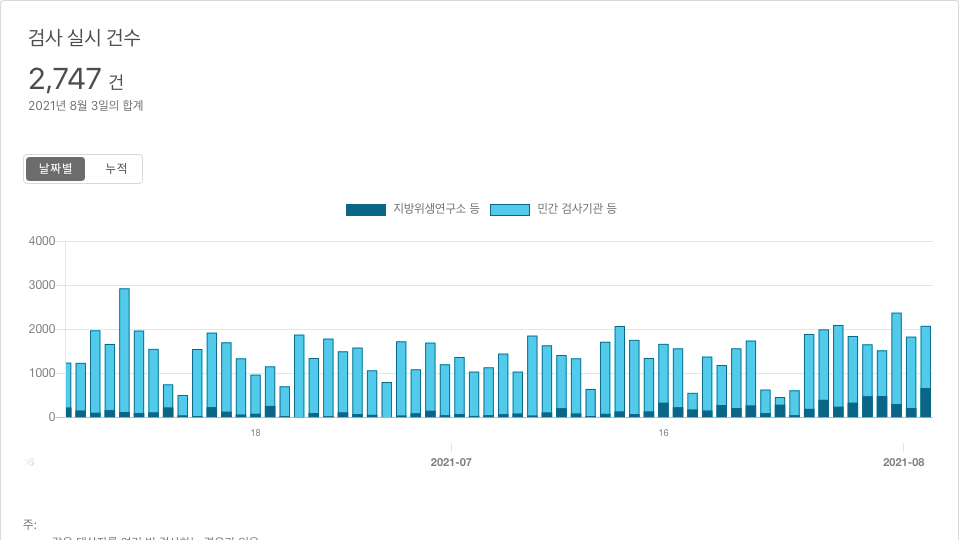 검사 실시 건수
2,747 건
2021년 8월 3일의 합계
날짜별 누적
지방위생연구소 등 민간 검사기관 등
4000
3000
2000
1000
0
18 16
6 2021-07 2021-08
주: